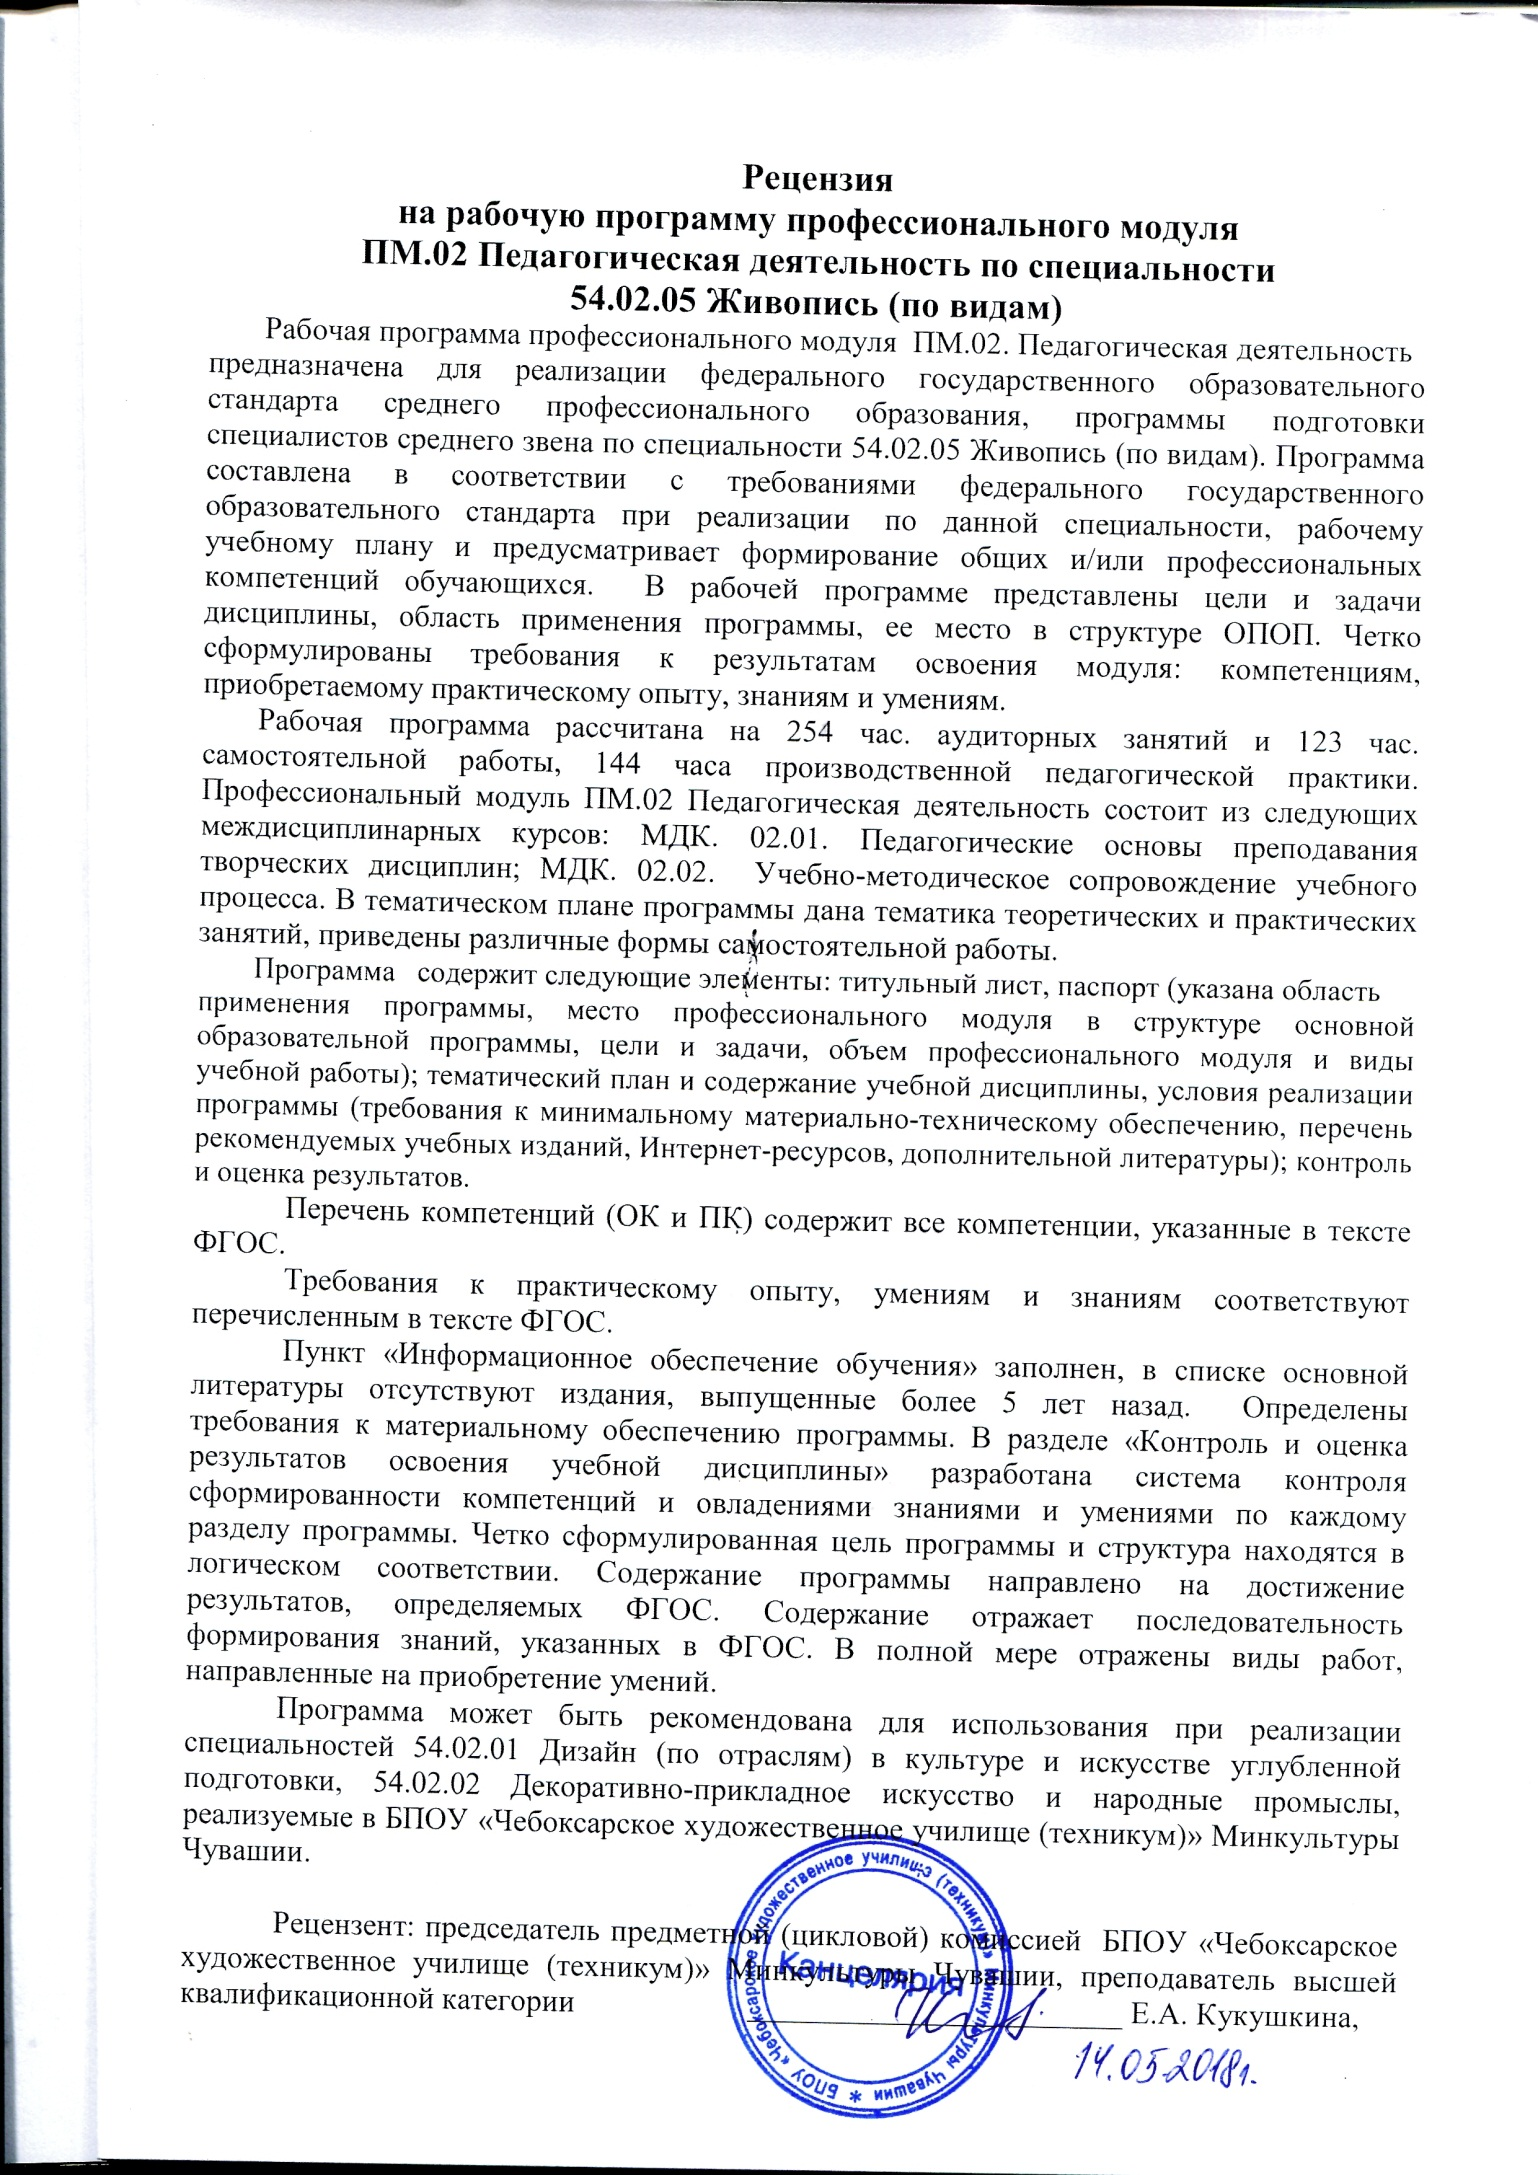 Рецензия
на рабочую программу профессионального модуля
ПМ.02 Педагогическая деятельность по специальности
54.02.05 Живопись (по видам)
Рабочая программа профессионального модуля ПМ.02. Педагогическая деятельность
предназначена для реализации федерального государственного образовательного
стандарта среднего профессионального образования, программы подготовки
специалистов среднего звена по специальности 54.02.05 Живопись (по видам). Программа
составлена в соответствии с требованиями федерального государственного
образовательного стандарта при реализации по данной специальности, рабочему
учебному плану и предусматривает формирование общих и/или профессиональных
компетенций обучающихся. В рабочей программе представлены цели и задачи
дисциплины, область применения программы, ее место в структуре ОПОП. Четко
сформулированы требования к результатам освоения модуля: компетенциям,
приобретаемому практическому опыту, знаниям и умениям.
Рабочая программа рассчитана на 254 час. аудиторных занятий и 123 час.
самостоятельной работы, 144 часа производственной педагогической практики.
Профессиональный модуль ПМ.02 Педагогическая деятельность состоит из следующих
междисциплинарных курсов: МДК. 02.01. Педагогические основы преподавания
творческих дисциплин; МДК. 02.02. Учебно-методическое сопровождение учебного
процесса. В тематическом плане программы дана тематика теоретических и практических
занятий, приведены различные формы самостоятельной работы.
Программа содержит следующие элементы: титульный лист, паспорт (указана область
применения программы, место профессионального модуля в структуре основной
образовательной программы, цели и задачи, объем профессионального модуля и виды
учебной работы); тематический план и содержание учебной дисциплины, условия реализации
программы (требования к минимальному материально-техническому обеспечению, перечень
рекомендуемых учебных изданий, Интернет-ресурсов, дополнительной литературы); контроль
и оценка результатов.
Перечень компетенций (ОК и ПК) содержит все компетенции, указанные в тексте
ФГОС.
Требования к практическому опыту, умениям и знаниям соответствуют
перечисленным в тексте ФГОС.
Пункт «Информационное обеспечение обучения» заполнен, в списке основной
литературы отсутствуют издания, выпущенные более 5 лет назад. Определены
требования к материальному обеспечению программы. В разделе «Контроль и оценка
результатов освоения учебной дисциплины» разработана система контроля
сформированности компетенций и овладениями знаниями и умениями по каждому
разделу программы. Четко сформулированная цель программы и структура находятся в
логическом соответствии. Содержание программы направлено на достижение
результатов, определяемых ФГОС. Содержание отражает последовательность
формирования знаний, указанных в ФГОС. В полной мере отражены виды работ,
направленные на приобретение умений.
Программа может быть рекомендована для использования при реализации
специальностей 54.02.01 Дизайн (по отраслям) в культуре и искусстве углубленной
подготовки, 54.02.02 Декоративно-прикладное искусство и народные промыслы,
реализуемые в БПОУ «Чебоксарское художественное училище (техникум)» Минкультуры
Чувашии.
Рецензент: председатель предметной (цикловой) комиссией БПОУ «Чебоксарское
художественное училище (техникум)» Минкультуры Чувашии, преподаватель высшей
квалификационной категории ____________ Е.А. Кукушкина,
14.05.2018г.
БПОУ «Чебоксарское художественное училище (техникум)» Минкультуры Чувашии *
Канцелярия